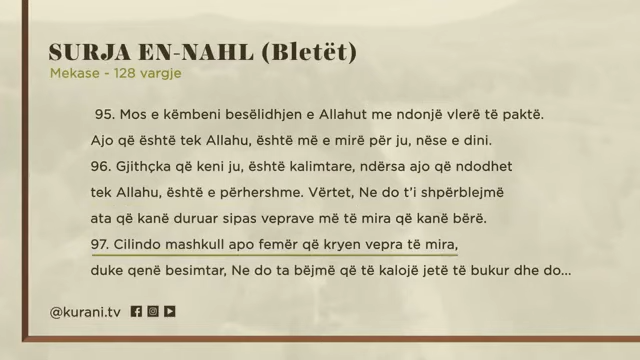 SURJA EN-NAHL (Bletët)
Mekase - 128 vargje
95. Mos e këmbeni besëlidhjen e Allahut me ndonjë vlerë të paktë.
Ajo që është tek Allahu, është më e mirë për ju, nëse e dini.
96. Gjithçka që keni ju, është kalimtare, ndërsa ajo që ndodhet
tek Allahu, është e përhershme. Vërtet, Ne do t'i shpërblejmë
ata që kanë duruar sipas veprave më të mira që kanë bërë.
97. Cilindo mashkull apo femër që kryen vepra të mira,
duke qenë besimtar, Ne do ta bëjmë që të kalojë jetë të bukur dhe do...
@kurani.tv